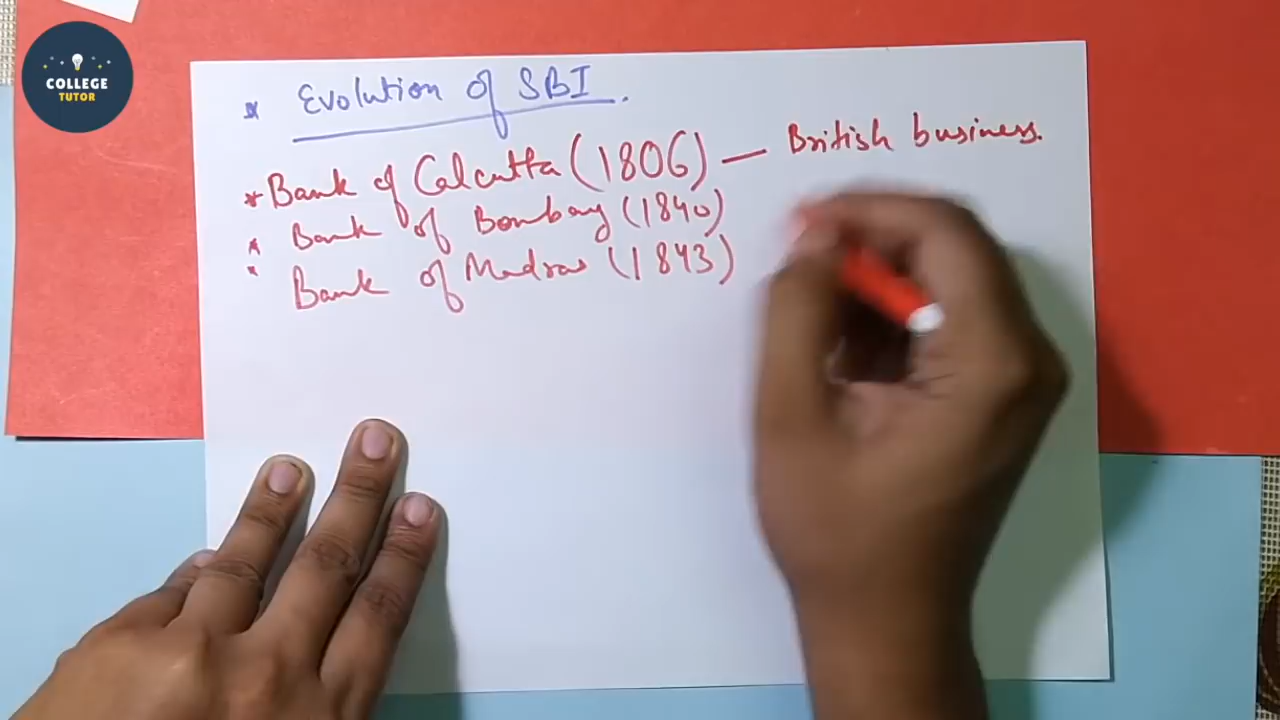 COLLEGE
TUTOR
* Evolution of SBI.
* Bank of Calcutta (1806) — British business.
* Bank of Bombay (1840)
* Bank of Madras (1843)